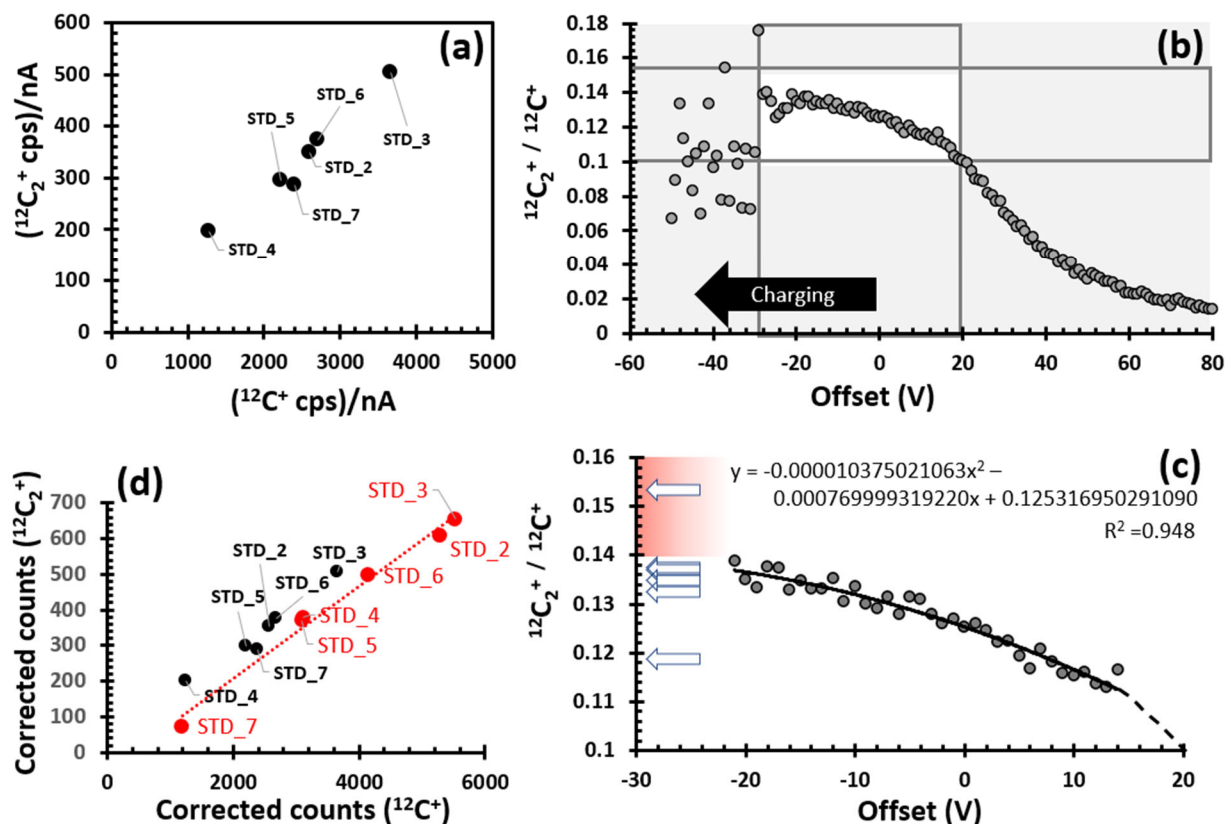 (a)
600
500
400
300
200
100
0
(¹²C₂⁺ cps)/nA
STD_6
STD_5
STD_3
STD_2
STD_7
STD_4
0 1000 2000 3000 4000 5000
(¹²C⁺ cps)/nA
(b)
0.18
0.16
0.14
0.12
0.1
0.08
0.06
0.04
0.02
0
¹²C₂⁺ / ¹²C⁺
Charging
-60 -40 -20 0 20 40 60 80
Offset (V)
(d)
700
600
500
400
300
200
100
0
Corrected counts (¹²C₂⁺)
STD_3
STD_2
STD_3
STD_2
STD_6
STD_5
STD_6
STD_4
STD_5
STD_7
STD_4
STD_7
0 2000 4000 6000
Corrected counts (¹²C⁺)
(c)
0.16
0.15
0.14
0.13
0.12
0.11
0.1
¹²C₂⁺ / ¹²C⁺
y = -0.000010375021063x² –
0.000769999319220x + 0.125316950291090
R² =0.948
-30 -20 -10 0 10 20
Offset (V)